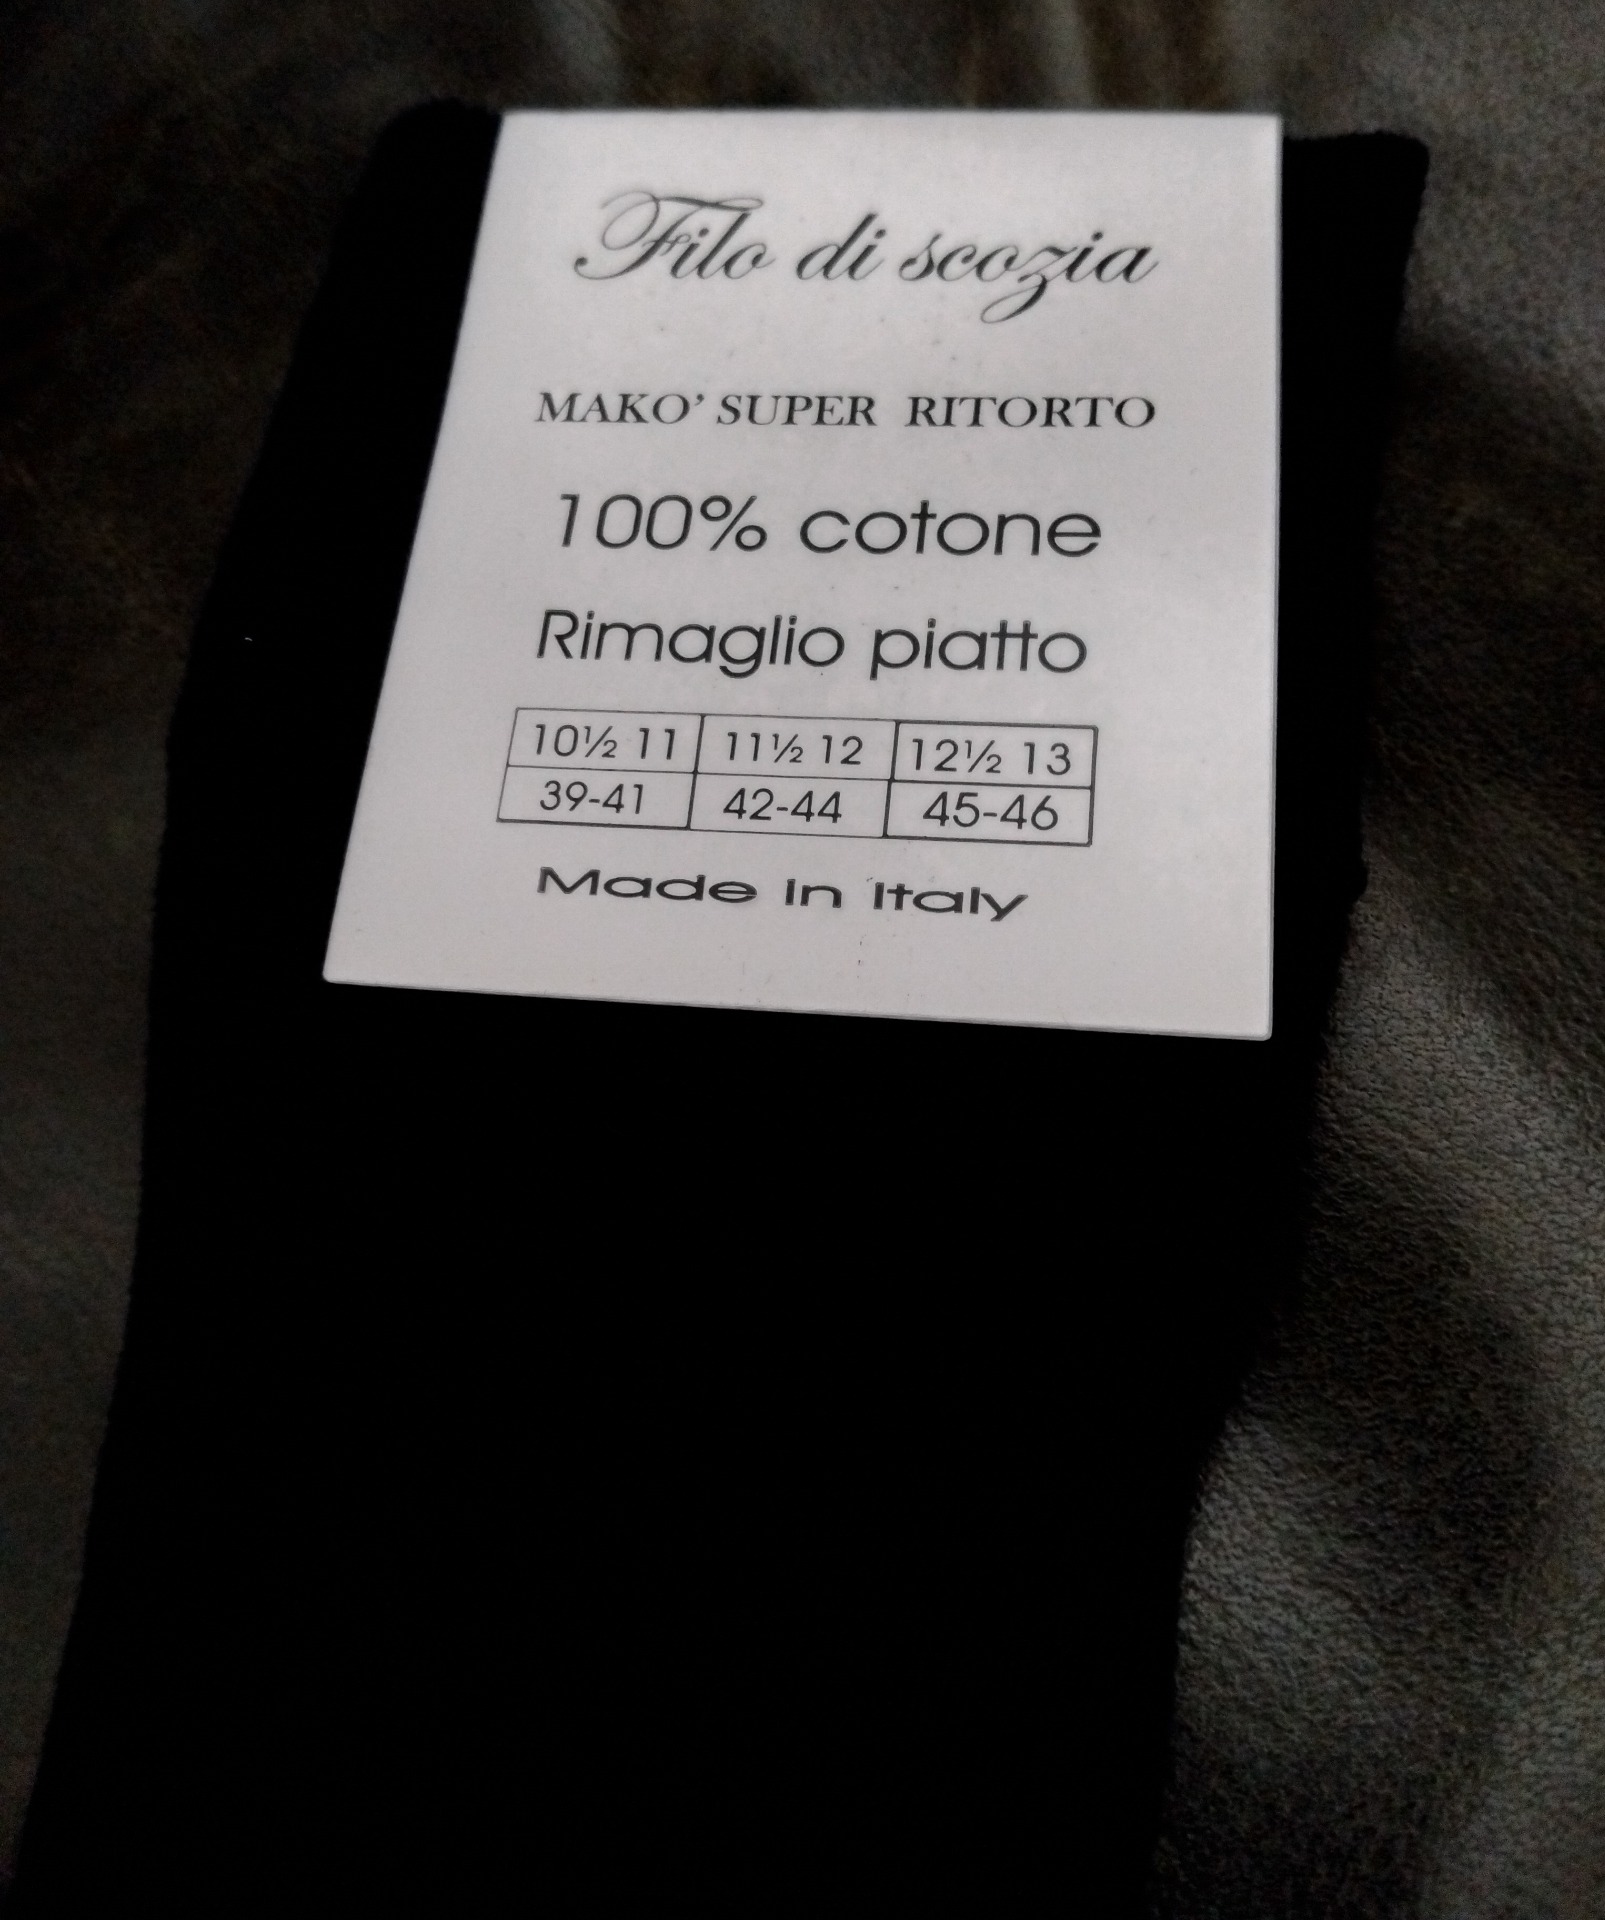 Filo di scozia
MAKO' SUPER RITORTO
100% cotone
Rimaglio piatto
10½ 11 11½ 12 12½ 13
39-41 42-44 45-46
Made in Italy